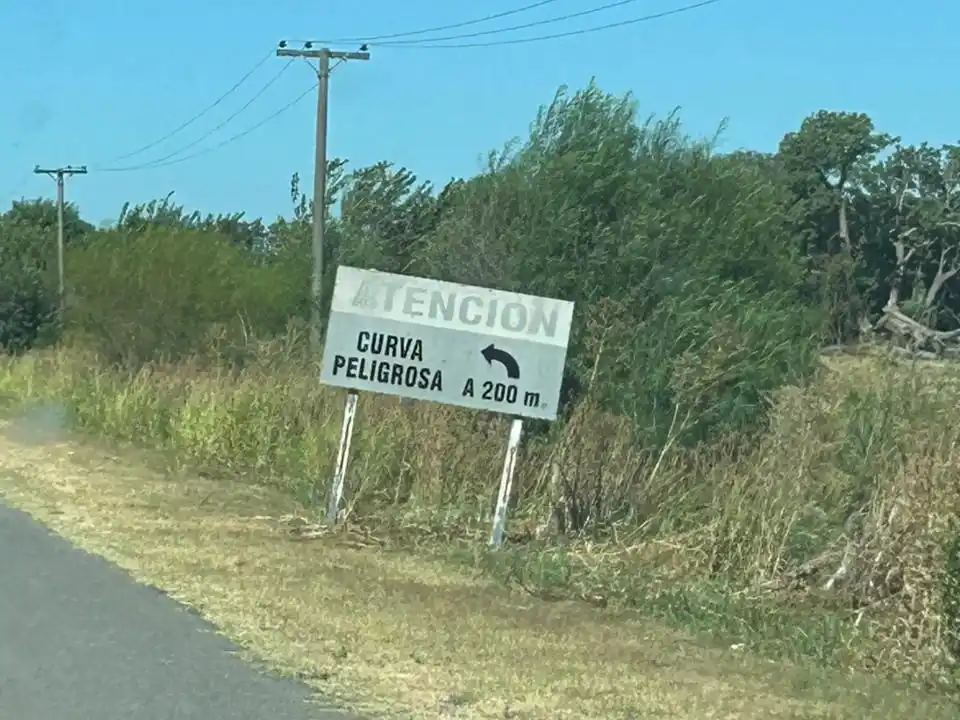 ATENCION
CURVA
PELIGROSA A 200 m.